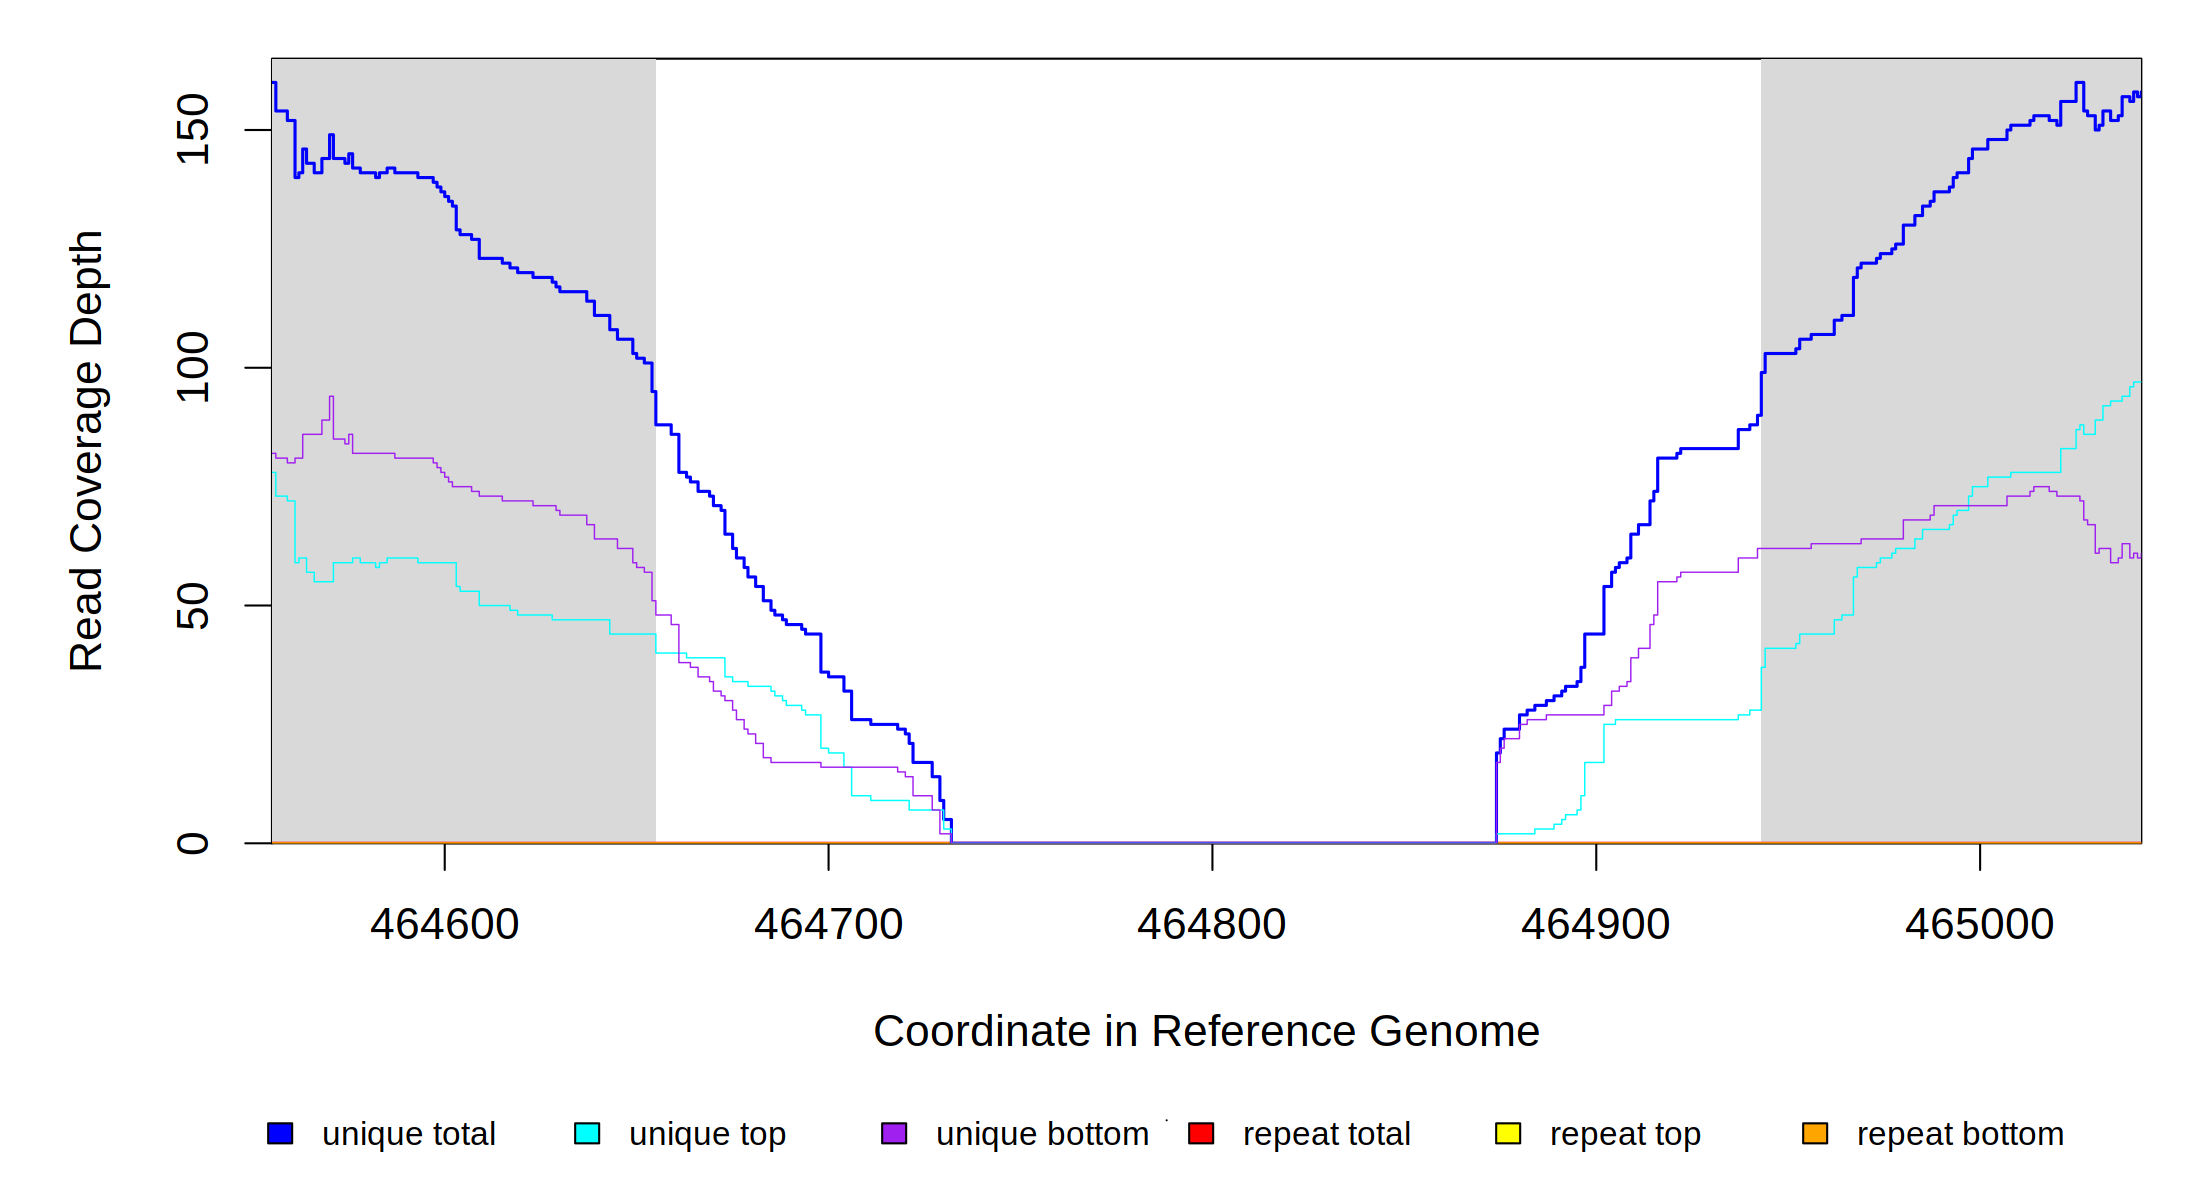 Read Coverage Depth
150
100
50
0
464600 464700 464800 464900 465000
Coordinate in Reference Genome
unique total unique top unique bottom repeat total repeat top repeat bottom